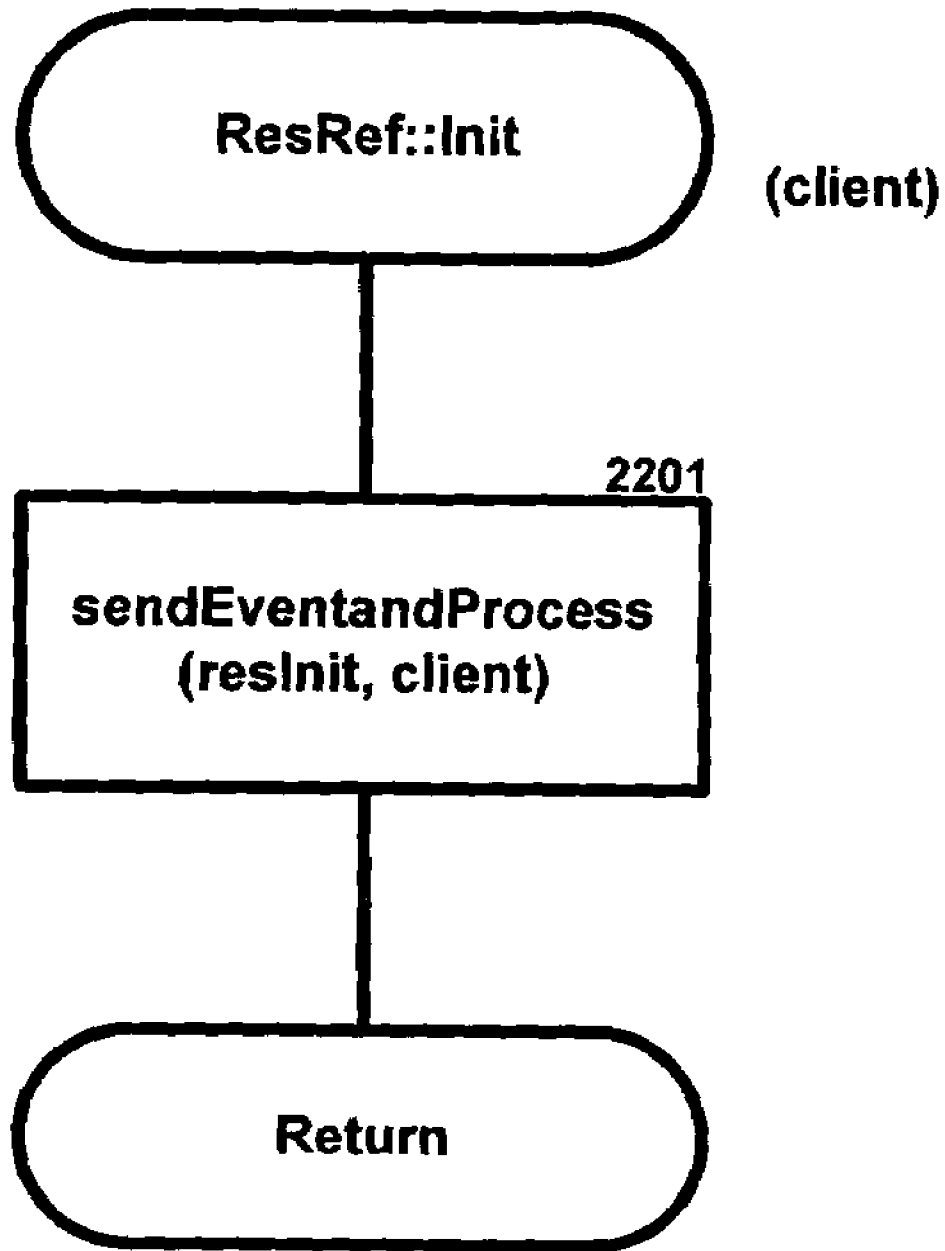 ResRef::Init
(client)
2201
sendEventandProcess
(resInit, client)
Return